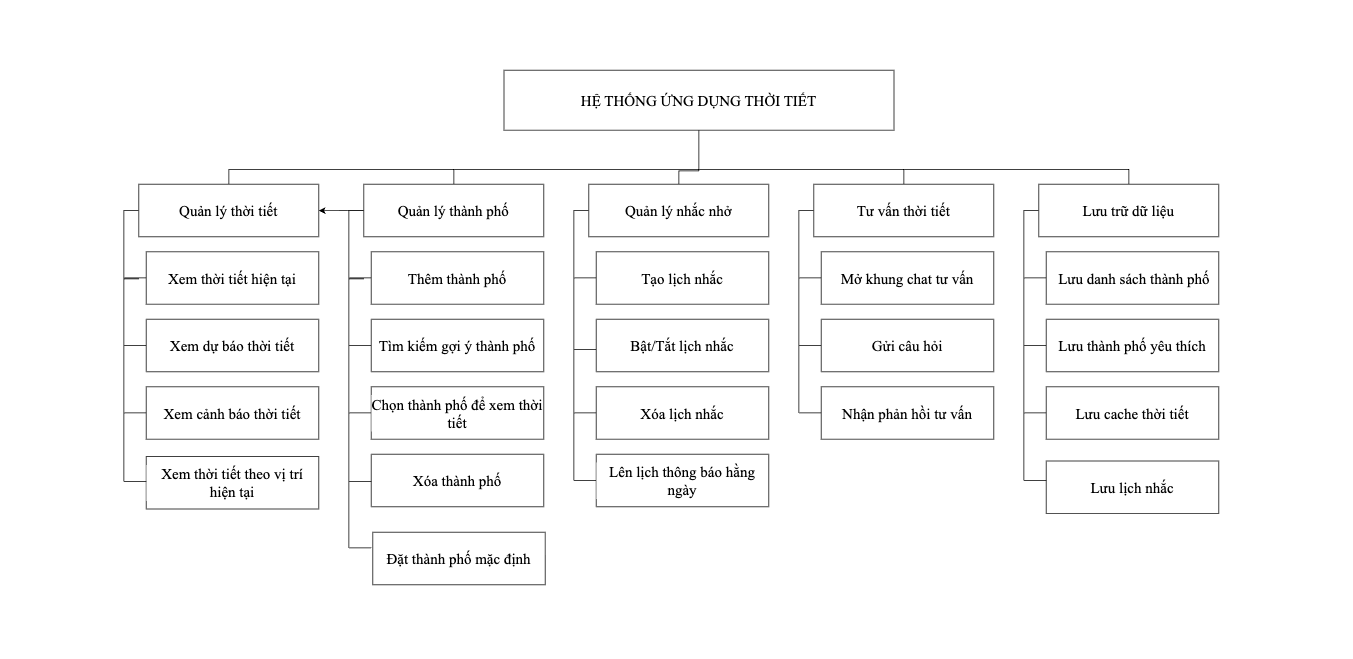 HỆ THỐNG ỨNG DỤNG THỜI TIẾT
Quản lý thời tiết
Xem thời tiết hiện tại
Xem dự báo thời tiết
Xem cảnh báo thời tiết
Xem thời tiết theo vị trí
hiện tại
Quản lý thành phố
Thêm thành phố
Tìm kiếm gợi ý thành phố
Chọn thành phố để xem thời
tiết
Xóa thành phố
Đặt thành phố mặc định
Quản lý nhắc nhở
Tạo lịch nhắc
Bật/Tắt lịch nhắc
Xóa lịch nhắc
Lên lịch thông báo hằng
ngày
Tư vấn thời tiết
Mở khung chat tư vấn
Gửi câu hỏi
Nhận phản hồi tư vấn
Lưu trữ dữ liệu
Lưu danh sách thành phố
Lưu thành phố yêu thích
Lưu cache thời tiết
Lưu lịch nhắc